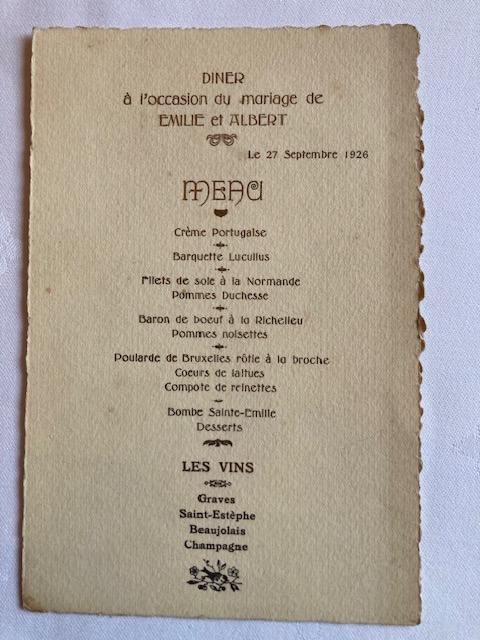 DINER
à l'occasion du mariage de
EMILIE et ALBERT
Le 27 Septembre 1926
MENU
Crème Portugaise
Barquette Lucullus
Filets de sole à la Normande
Pommes Duchesse
Baron de boeuf à la Richelieu
Pommes noisettes
Poularde de Bruxelles rôtie à la broche
Coeurs de laitues
Compote de reinettes
Bombe Sainte-Emilie
Desserts
LES VINS
Graves
Saint-Estèphe
Beaujolais
Champagne